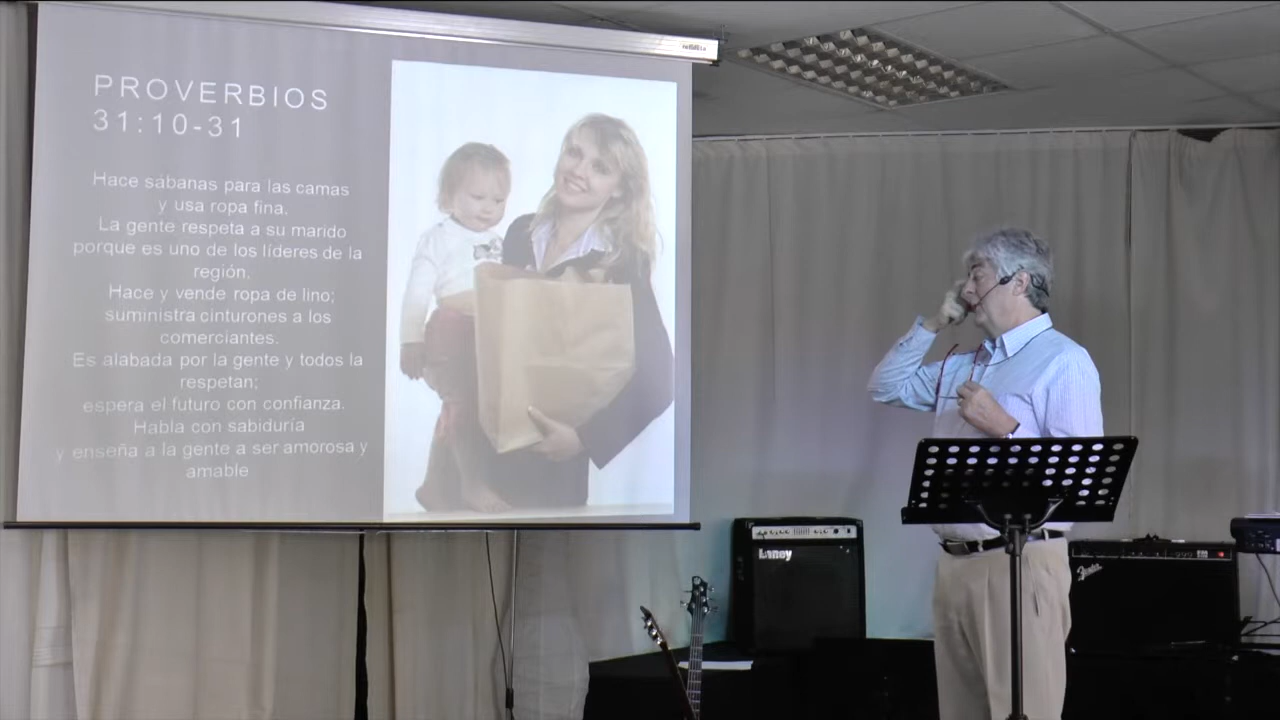 PROVERBIOS
31:10-31
Hace sábanas para las camas
y usa ropa fina.
La gente respeta a su marido
porque es uno de los líderes de la
región.
Hace y vende ropa de lino;
suministra cinturones a los
comerciantes.
Es alabada por la gente y todos la
respetan;
espera el futuro con confianza.
Habla con sabiduría
y enseña a la gente a ser amorosa y
amable
Laney
Fender